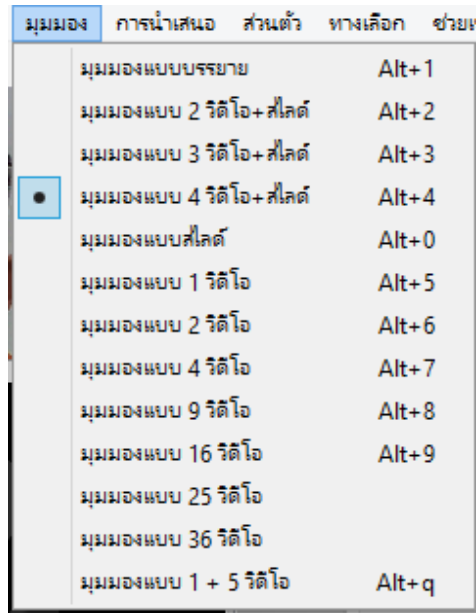 มุมมอง การนำเสนอ ส่วนตัว ทางเลือก
มุมมองแบบบรรยาย Alt+1
มุมมองแบบ 2 วิดีโอ+สไลด์ Alt+2
มุมมองแบบ 3 วิดีโอ+สไลด์ Alt+3
มุมมองแบบ 4 วิดีโอ+สไลด์ Alt+4
มุมมองแบบสไลด์ Alt+0
มุมมองแบบ 1 วิดีโอ Alt+5
มุมมองแบบ 2 วิดีโอ Alt+6
มุมมองแบบ 4 วิดีโอ Alt+7
มุมมองแบบ 9 วิดีโอ Alt+8
มุมมองแบบ 16 วิดีโอ Alt+9
มุมมองแบบ 25 วิดีโอ
มุมมองแบบ 36 วิดีโอ
มุมมองแบบ 1 + 5 วิดีโอ Alt+q